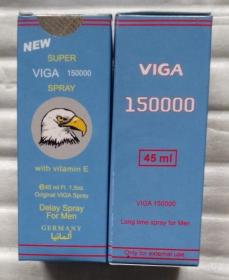 NEW
SUPER
VIGA 150000
SPRAY
with vitamin E
℮45 ml Fl. 1,5oz.
Original VIGA Spray
Delay Spray
For Men
GERMANY
ألمانيا
VIGA
150000
45 ml
VIGA 150000
Long time spray for Men
Only for external use